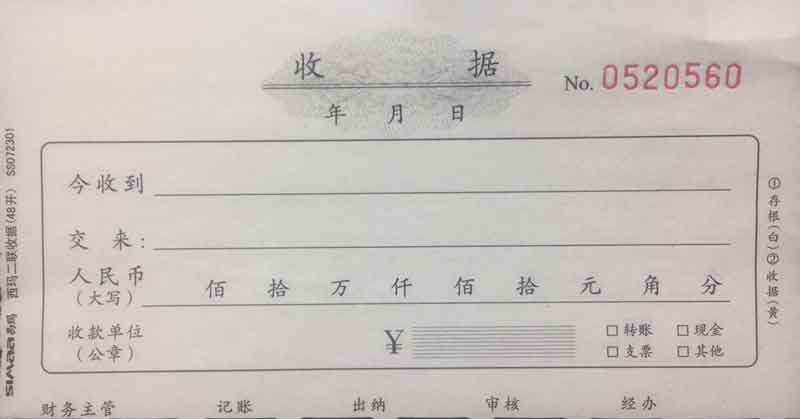 收 据
No. 0520560
年 月 日
今收到
交 来:
人民币
(大写)
佰 拾 万 仟 佰 拾 元 角 分
收款单位
(公章)
¥
□ 转账 □ 现金
□ 支票 □ 其他
财务主管 记账 出纳 审核 经办
①存根(白)②收据(黄)
SIMAA西玛 西玛二联收据(48开) SS072301